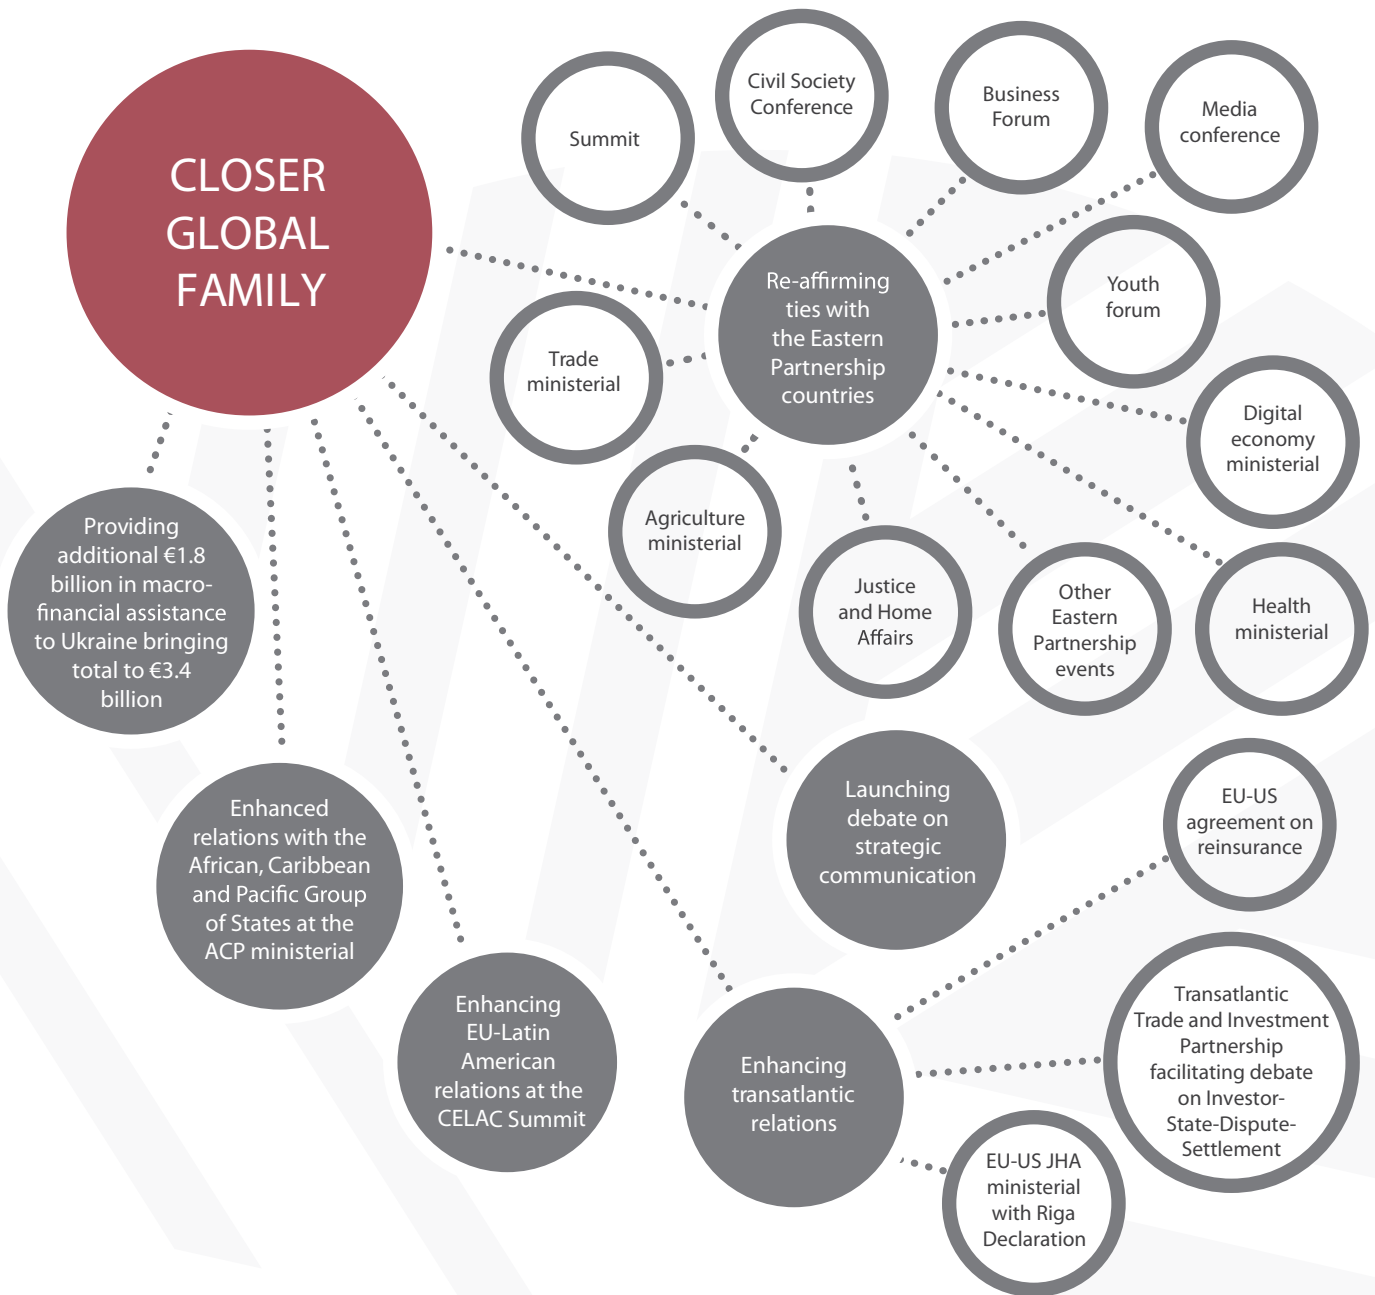 CLOSER
GLOBAL
FAMILY
Summit
Civil Society
Conference
Business
Forum
Media
conference
Re-affirming
ties with
the Eastern
Partnership
countries
Youth
forum
Trade
ministerial
Digital
economy
ministerial
Agriculture
ministerial
Justice
and Home
Affairs
Other
Eastern
Partnership
events
Health
ministerial
Providing
additional €1.8
billion in macro-
financial assistance
to Ukraine bringing
total to €3.4
billion
Enhanced
relations with the
African, Caribbean
and Pacific Group
of States at the
ACP ministerial
Launching
debate on
strategic
communication
EU-US
agreement on
reinsurance
Enhancing
EU-Latin
American
relations at the
CELAC Summit
Enhancing
transatlantic
relations
Transatlantic
Trade and Investment
Partnership
facilitating debate
on Investor-
State-Dispute-
Settlement
EU-US JHA
ministerial
with Riga
Declaration